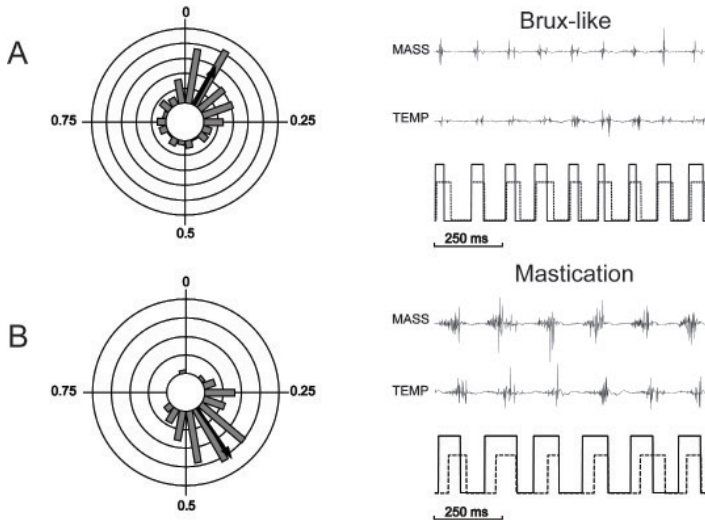 A
0
0.75
0.25
0.5
Brux-like
MASS
TEMP
250 ms
B
0
0.75
0.25
0.5
Mastication
MASS
TEMP
250 ms